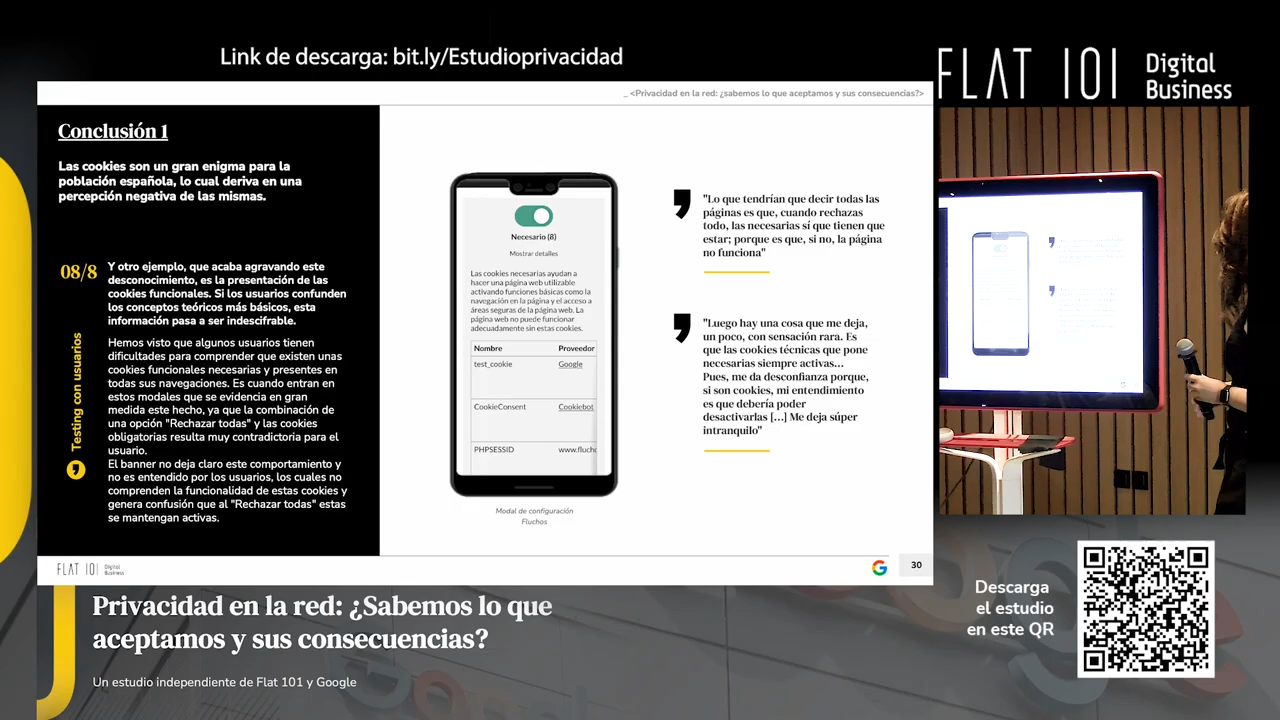 Link de descarga: bit.ly/Estudioprivacidad
FLAT 101
Digital
Business
_ <Privacidad en la red: ¿sabemos lo que aceptamos y sus consecuencias?>
Conclusión 1
Las cookies son un gran enigma para la
población española, lo cual deriva en una
percepción negativa de las mismas.
08/8
Y otro ejemplo, que acaba agravando este
desconocimiento, es la presentación de las
cookies funcionales. Si los usuarios confunden
los conceptos teóricos más básicos, esta
información pasa a ser indescifrable.
Testing con usuarios
Hemos visto que algunos usuarios tienen
dificultades para comprender que existen unas
cookies funcionales necesarias y presentes en
todas sus navegaciones. Es cuando entran en
estos modales que se evidencia en gran
medida este hecho, ya que la combinación de
una opción "Rechazar todas" y las cookies
obligatorias resulta muy contradictoria para el
usuario.
El banner no deja claro este comportamiento y
no es entendido por los usuarios, los cuales no
comprenden la funcionalidad de estas cookies y
genera confusión que al "Rechazar todas" estas
se mantengan activas.
Necesario (8)
Mostrar detalles
Las cookies necesarias ayudan a
hacer una página web utilizable
activando funciones básicas como la
navegación en la página y el acceso a
áreas seguras de la página web. La
página web no puede funcionar
adecuadamente sin estas cookies.
Nombre Proveedor
test_cookie Google
CookieConsent Cookiebot
PHPSESSID www.fluchc
Modal de configuración
Fluchos
"Lo que tendrían que decir todas las
páginas es que, cuando rechazas
todo, las necesarias sí que tienen que
estar; porque es que, si no, la página
no funciona"
"Luego hay una cosa que me deja,
un poco, con sensación rara. Es
que las cookies técnicas que pone
necesarias siempre activas...
Pues, me da desconfianza porque,
si son cookies, mi entendimiento
es que debería poder
desactivarlas [...] Me deja súper
intranquilo"
FLAT 101
Digital
Business
30
Privacidad en la red: ¿Sabemos lo que
aceptamos y sus consecuencias?
Un estudio independiente de Flat 101 y Google
Descarga
el estudio
en este QR